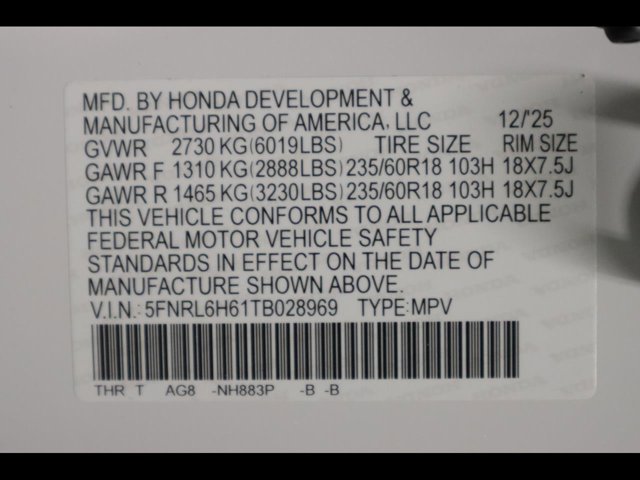 MFD. BY HONDA DEVELOPMENT &
MANUFACTURING OF AMERICA, LLC 12/'25
GVWR 2730 KG(6019LBS) TIRE SIZE RIM SIZE
GAWR F 1310 KG(2888LBS) 235/60R18 103H 18X7.5J
GAWR R 1465 KG(3230LBS) 235/60R18 103H 18X7.5J
THIS VEHICLE CONFORMS TO ALL APPLICABLE
FEDERAL MOTOR VEHICLE SAFETY
STANDARDS IN EFFECT ON THE DATE OF
MANUFACTURE SHOWN ABOVE.
V.I.N.: 5FNRL6H61TB028969 TYPE: MPV
THR T AG8 -NH883P -B -B